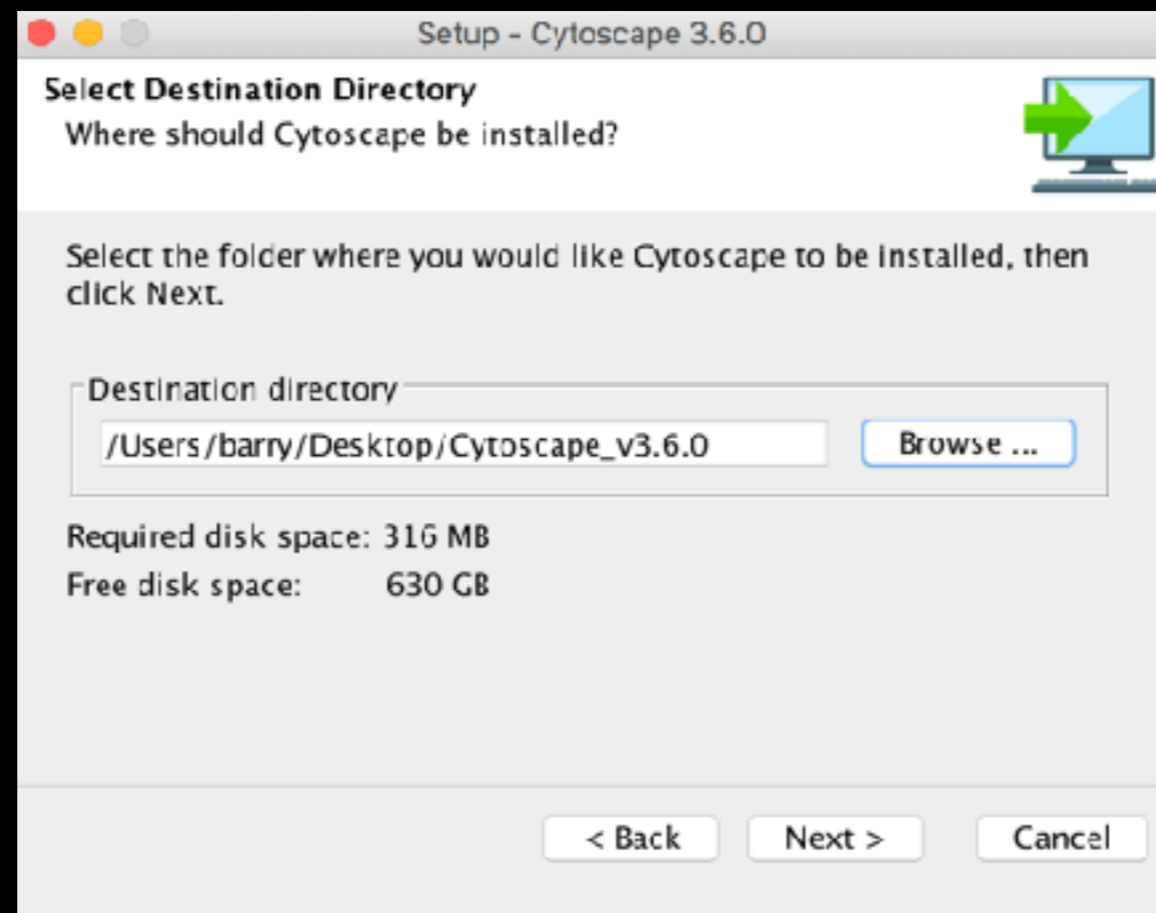 Setup - Cytoscape 3.6.0
Select Destination Directory
Where should Cytoscape be installed?
Select the folder where you would like Cytoscape to be installed, then
click Next.
Destination directory
/Users/barry/Desktop/Cytoscape_v3.6.0 Browse ...
Required disk space: 316 MB
Free disk space: 630 GB
< Back Next > Cancel